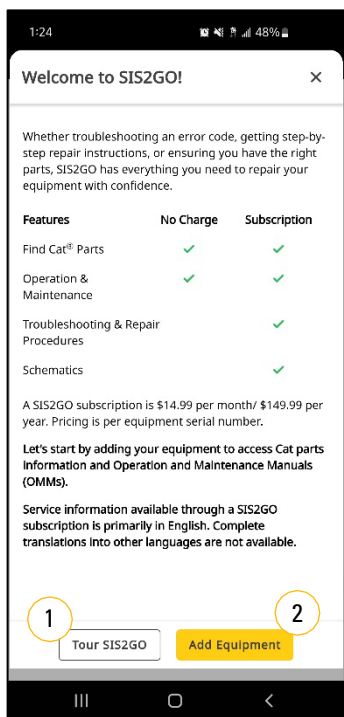 1:24 48%
Welcome to SIS2GO! ×
Whether troubleshooting an error code, getting step-by-
step repair instructions, or ensuring you have the right
parts, SIS2GO has everything you need to repair your
equipment with confidence.
Features No Charge Subscription
Find Cat® Parts ✓ ✓
Operation & ✓ ✓
Maintenance
Troubleshooting & Repair ✓
Procedures
Schematics ✓
A SIS2GO subscription is $14.99 per month/ $149.99 per
year. Pricing is per equipment serial number.
Let's start by adding your equipment to access Cat parts
Information and Operation and Maintenance Manuals
(OMMs).
Service information available through a SIS2GO
subscription is primarily in English. Complete
translations into other languages are not available.
1 2
Tour SIS2GO Add Equipment